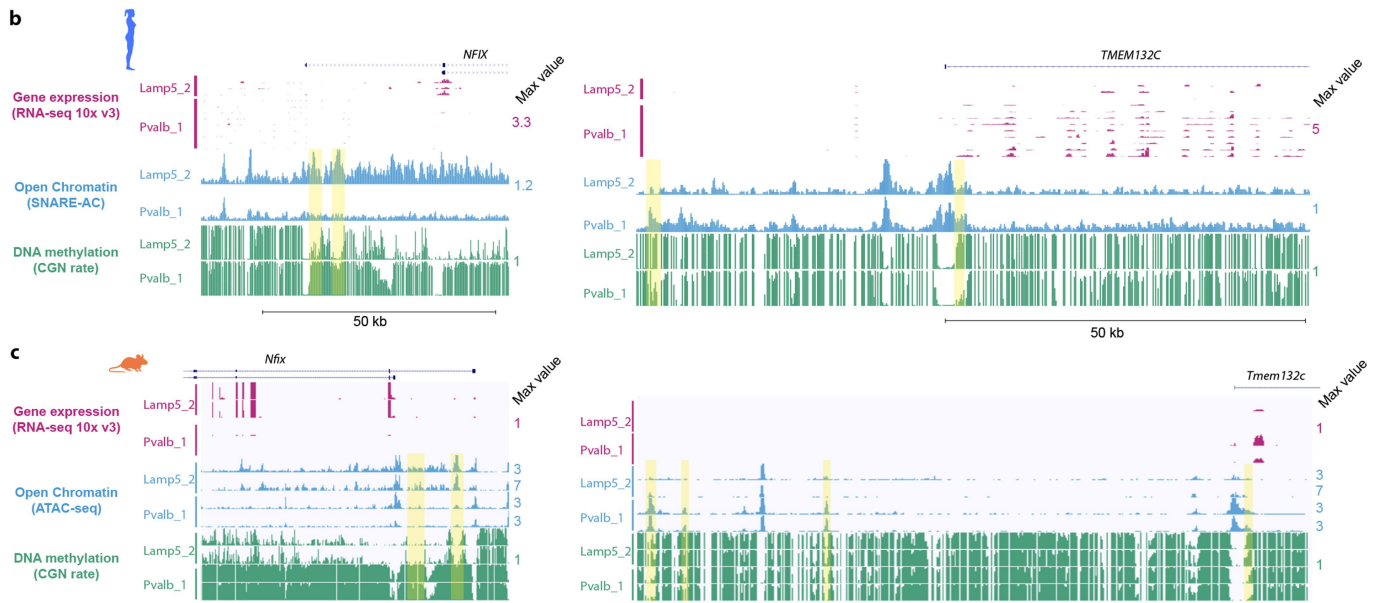 b
NFIX
Max value
Gene expression
(RNA-seq 10x v3)
Lamp5_2
Pvalb_1
3.3
Open Chromatin
(SNARE-AC)
Lamp5_2
Pvalb_1
1.2
DNA methylation
(CGN rate)
Lamp5_2
Pvalb_1
1
50 kb
TMEM132C
Max value
Lamp5_2
Pvalb_1
5
Lamp5_2
Pvalb_1
1
Lamp5_2
Pvalb_1
1
50 kb
c
Nfix
Max value
Gene expression
(RNA-seq 10x v3)
Lamp5_2
Pvalb_1
1
Open Chromatin
(ATAC-seq)
Lamp5_2
Pvalb_1
3
7
3
3
DNA methylation
(CGN rate)
Lamp5_2
Pvalb_1
1
Tmem132c
Max value
Lamp5_2
Pvalb_1
1
Lamp5_2
Pvalb_1
3
7
3
3
Lamp5_2
Pvalb_1
1